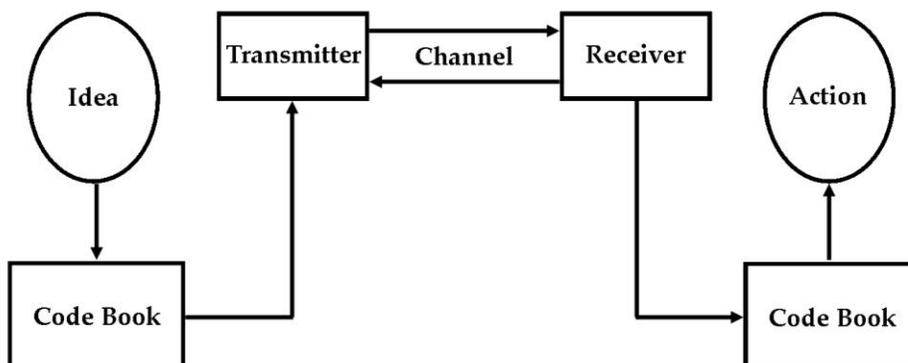 Idea
Transmitter
Channel
Receiver
Action
Code Book
Code Book